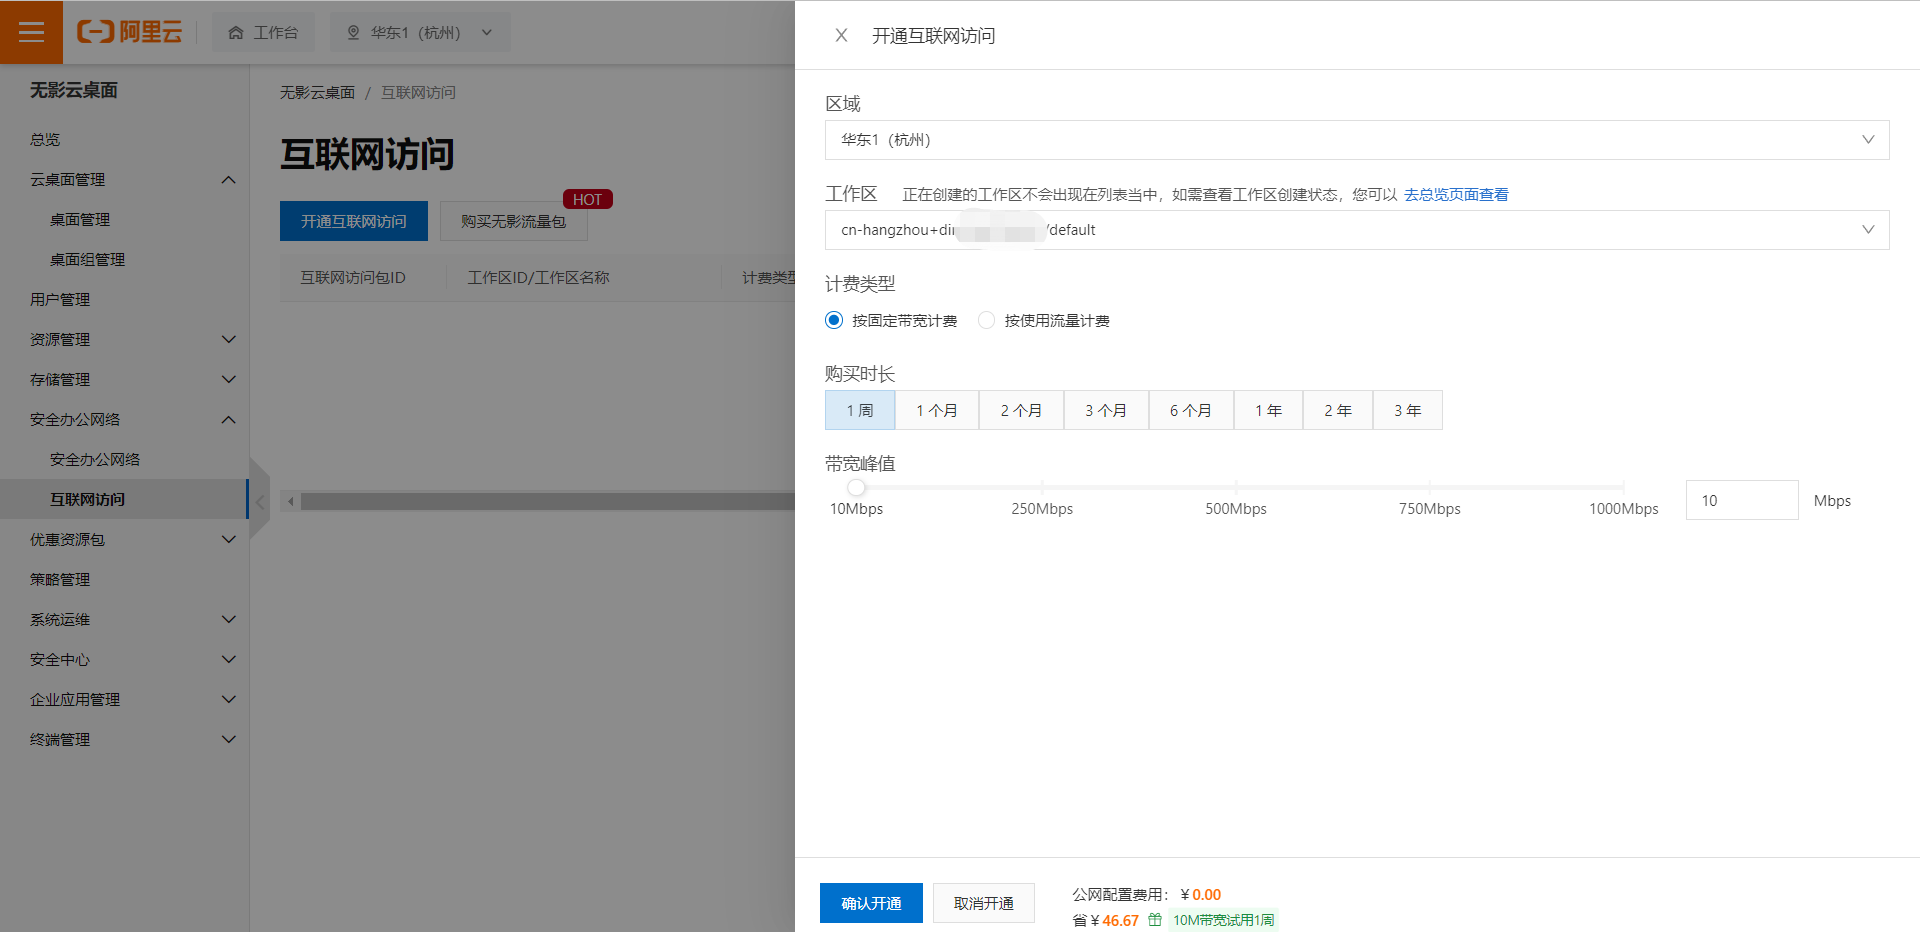 阿里云
工作台
华东1（杭州）
无影云桌面
总览
云桌面管理
桌面管理
桌面组管理
用户管理
资源管理
存储管理
安全办公网络
安全办公网络
互联网访问
优惠资源包
策略管理
系统运维
安全中心
企业应用管理
终端管理
无影云桌面 / 互联网访问
互联网访问
开通互联网访问
购买无影流量包
HOT
互联网访问包ID
工作区ID/工作区名称
计费类型
开通互联网访问
区域
华东1（杭州）
工作区 正在创建的工作区不会出现在列表当中，如需查看工作区创建状态，您可以 去总览页面查看
cn-hangzhou+di /default
计费类型
按固定带宽计费 按使用流量计费
购买时长
1 周 1 个月 2 个月 3 个月 6 个月 1 年 2 年 3 年
带宽峰值
10Mbps 250Mbps 500Mbps 750Mbps 1000Mbps
10 Mbps
确认开通 取消开通
公网配置费用：￥0.00
省￥46.67 10M带宽试用1周